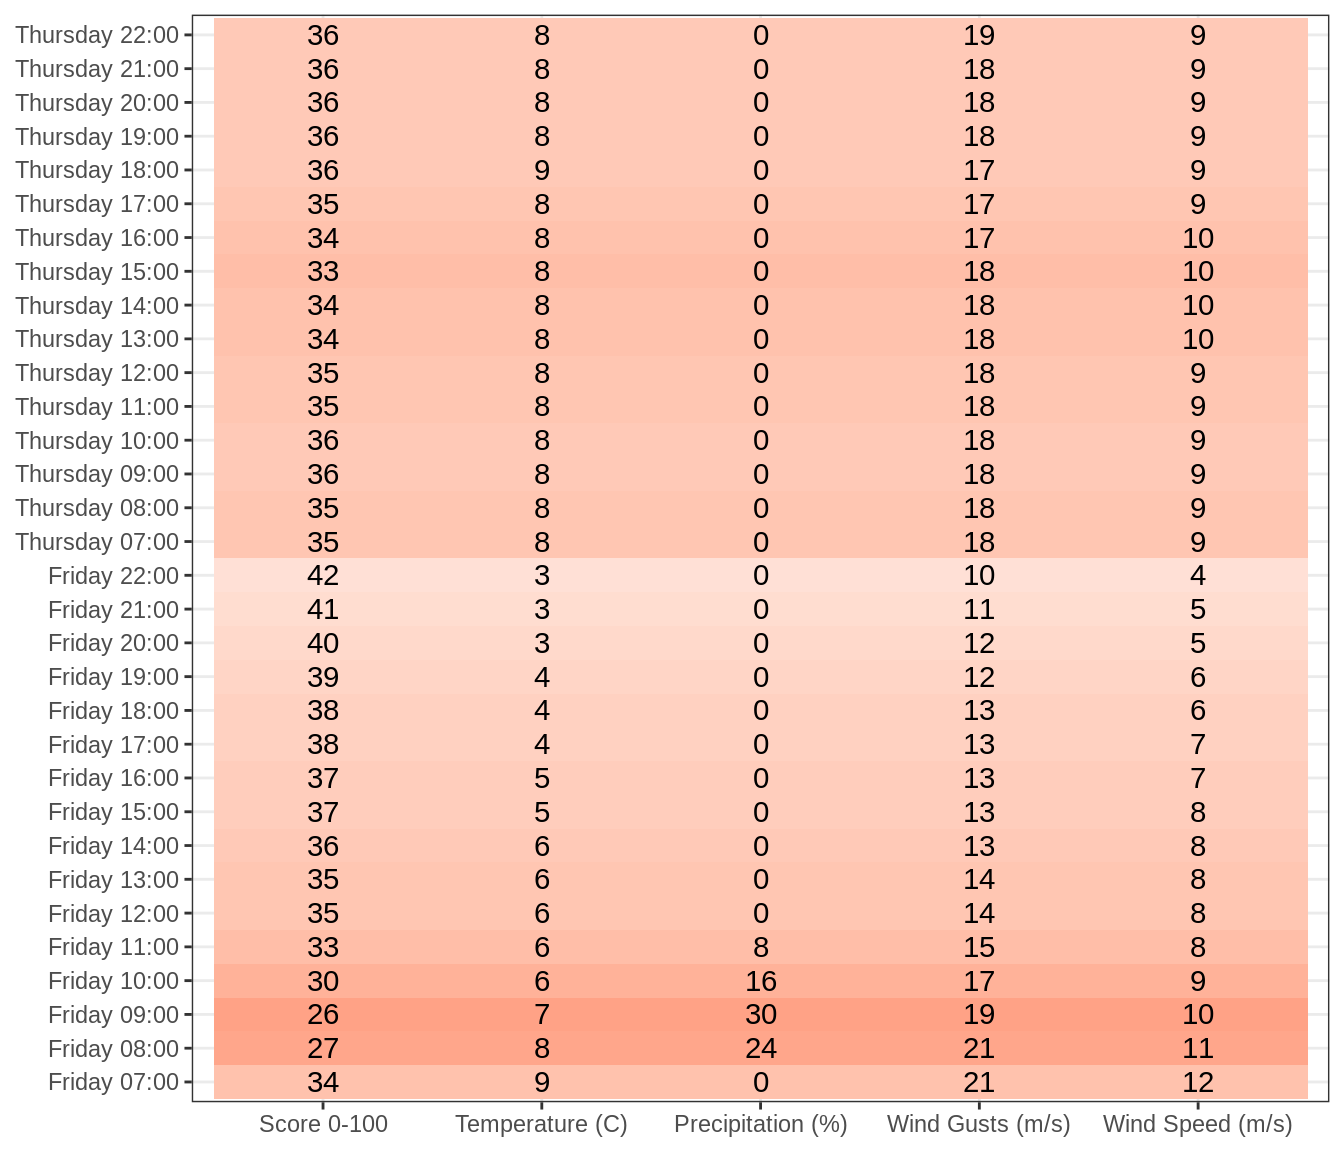 Thursday 22:00 36 8 0 19 9
Thursday 21:00 36 8 0 18 9
Thursday 20:00 36 8 0 18 9
Thursday 19:00 36 8 0 18 9
Thursday 18:00 36 9 0 17 9
Thursday 17:00 35 8 0 17 9
Thursday 16:00 34 8 0 17 10
Thursday 15:00 33 8 0 18 10
Thursday 14:00 34 8 0 18 10
Thursday 13:00 34 8 0 18 10
Thursday 12:00 35 8 0 18 9
Thursday 11:00 35 8 0 18 9
Thursday 10:00 36 8 0 18 9
Thursday 09:00 36 8 0 18 9
Thursday 08:00 35 8 0 18 9
Thursday 07:00 35 8 0 18 9
Friday 22:00 42 3 0 10 4
Friday 21:00 41 3 0 11 5
Friday 20:00 40 3 0 12 5
Friday 19:00 39 4 0 12 6
Friday 18:00 38 4 0 13 6
Friday 17:00 38 4 0 13 7
Friday 16:00 37 5 0 13 7
Friday 15:00 37 5 0 13 8
Friday 14:00 36 6 0 13 8
Friday 13:00 35 6 0 14 8
Friday 12:00 35 6 0 14 8
Friday 11:00 33 6 8 15 8
Friday 10:00 30 6 16 17 9
Friday 09:00 26 7 30 19 10
Friday 08:00 27 8 24 21 11
Friday 07:00 34 9 0 21 12
Score 0-100 Temperature (C) Precipitation (%) Wind Gusts (m/s) Wind Speed (m/s)